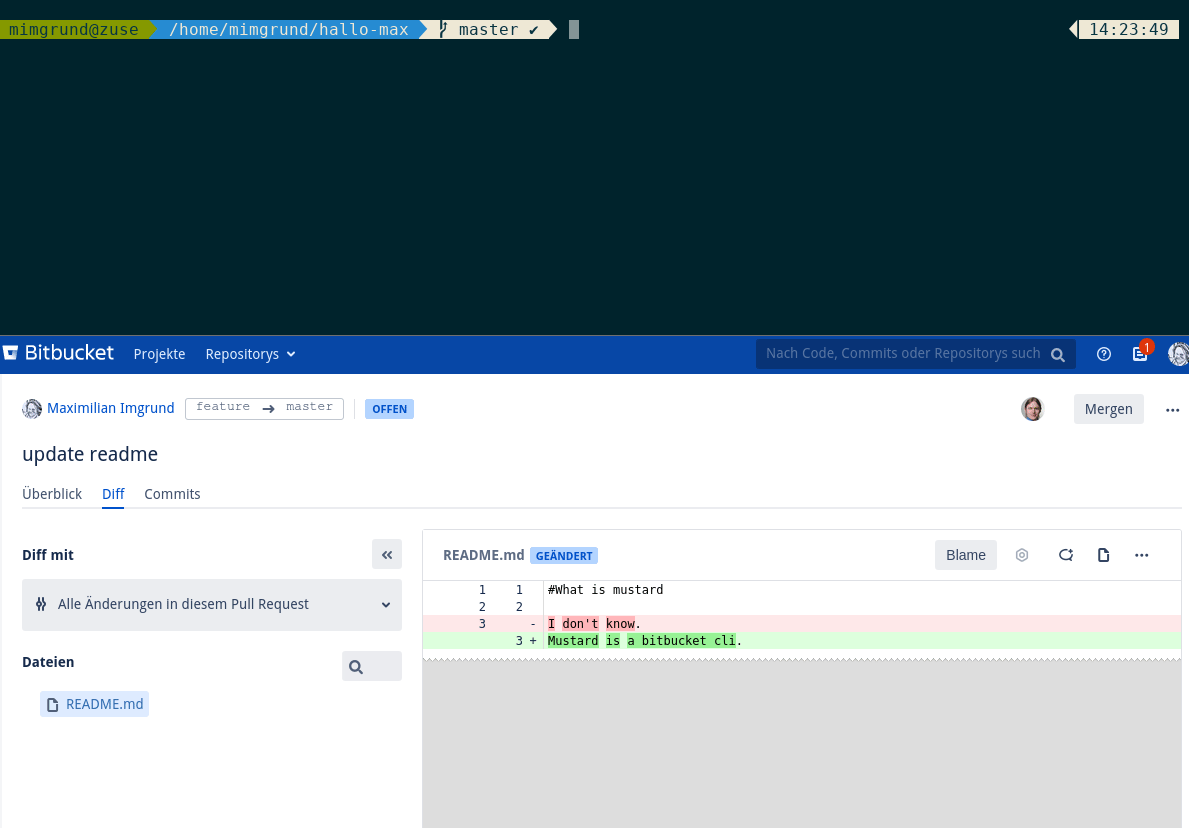 mimgrund@zuse /home/mimgrund/hallo-max master ✔ 14:23:49
Bitbucket Projekte Repositorys Nach Code, Commits oder Repositorys such 1
Maximilian Imgrund feature → master OFFEN Mergen
update readme
Überblick Diff Commits
Diff mit
Alle Änderungen in diesem Pull Request
Dateien
README.md
README.md GEÄNDERT Blame
1 1 #What is mustard
2 2
3 - I don't know.
3 + Mustard is a bitbucket cli.